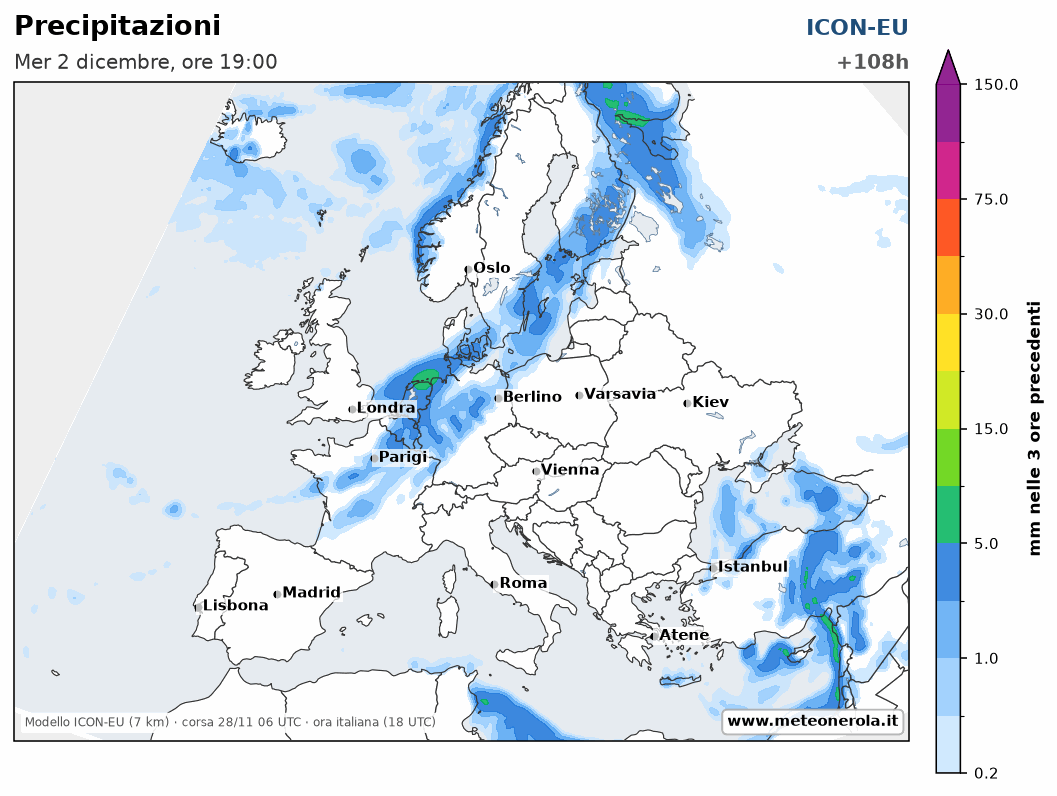 Precipitazioni
ICON-EU
Mer 2 dicembre, ore 19:00
+108h
150.0
75.0
30.0
15.0
5.0
1.0
0.2
mm nelle 3 ore precedenti
Oslo
Londra
Berlino
Varsavia
Kiev
Parigi
Vienna
Istanbul
Roma
Madrid
Lisbona
Atene
Modello ICON-EU (7 km) · corsa 28/11 06 UTC · ora italiana (18 UTC)
www.meteonerola.it